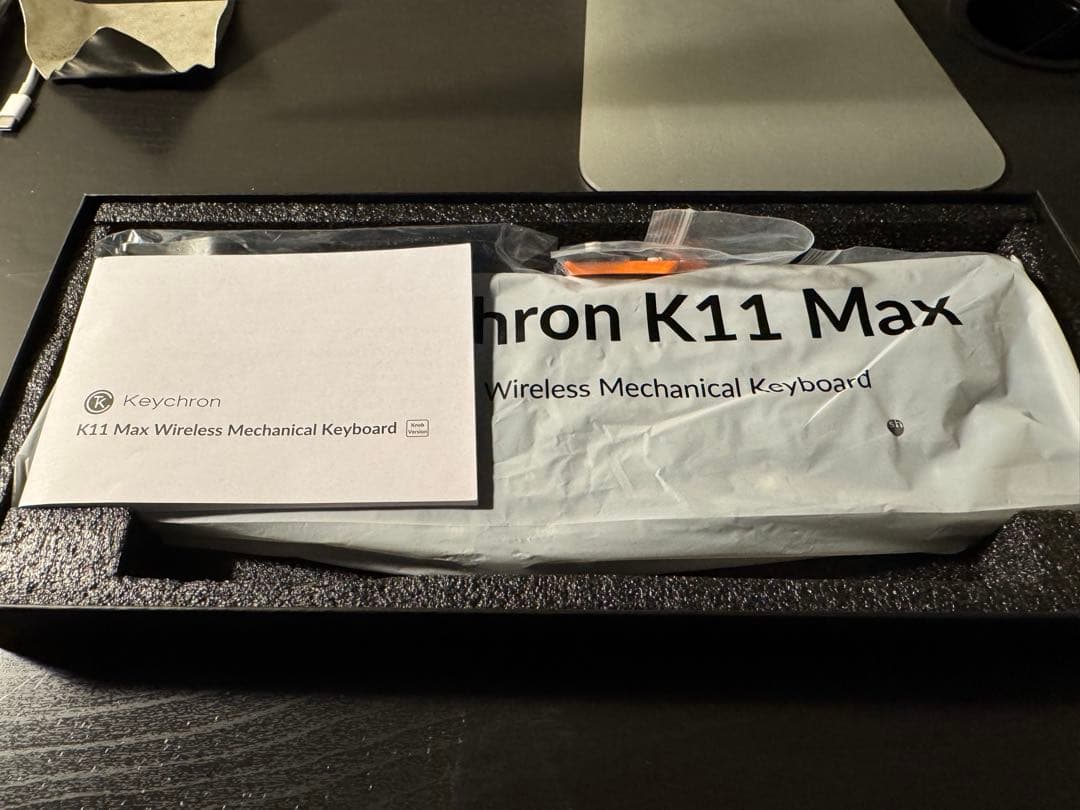 Keychron
K11 Max Wireless Mechanical Keyboard Knob Version
hron K11 Max
Wireless Mechanical Keyboard